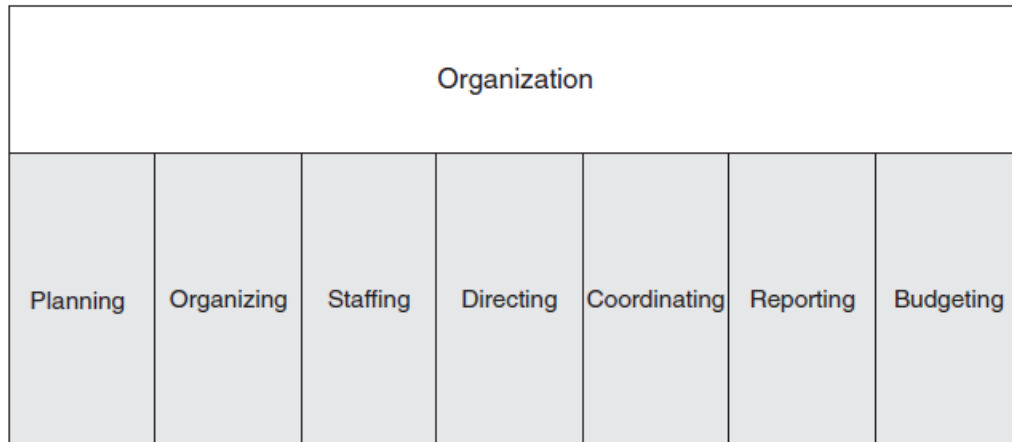 Organization
Planning
Organizing
Staffing
Directing
Coordinating
Reporting
Budgeting